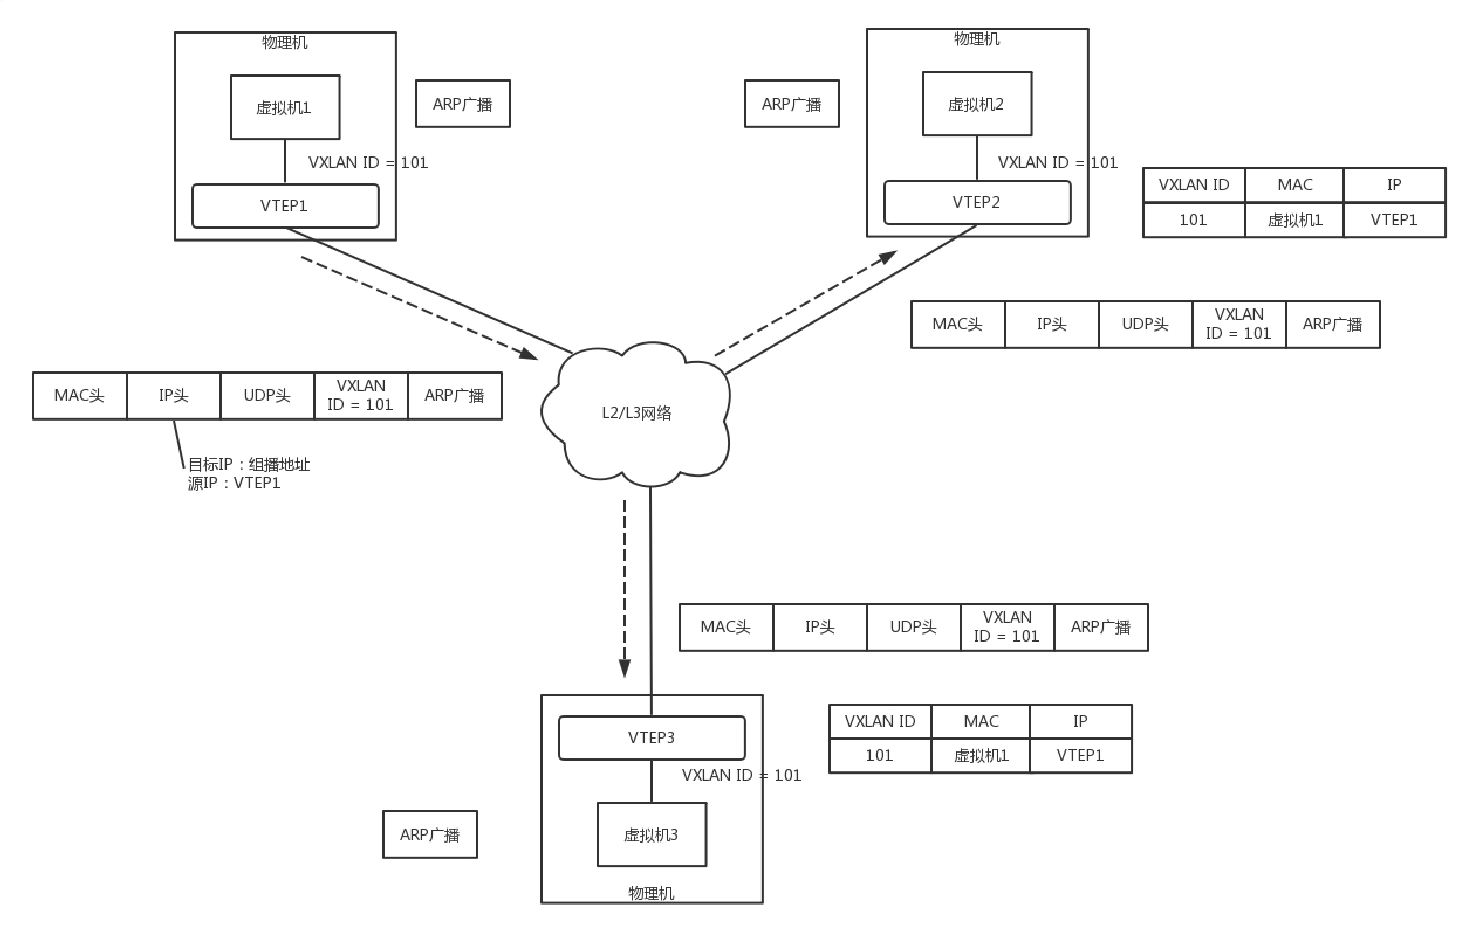 物理机
虚拟机1
ARP广播
VXLAN ID = 101
VTEP1
物理机
ARP广播
虚拟机2
VXLAN ID = 101
VTEP2
VXLAN ID MAC IP
101 虚拟机1 VTEP1
MAC头 IP头 UDP头 VXLAN ID = 101 ARP广播
MAC头 IP头 UDP头 VXLAN ID = 101 ARP广播
目标IP：组播地址
源IP：VTEP1
L2/L3网络
MAC头 IP头 UDP头 VXLAN ID = 101 ARP广播
VXLAN ID MAC IP
101 虚拟机1 VTEP1
VTEP3
VXLAN ID = 101
ARP广播
虚拟机3
物理机